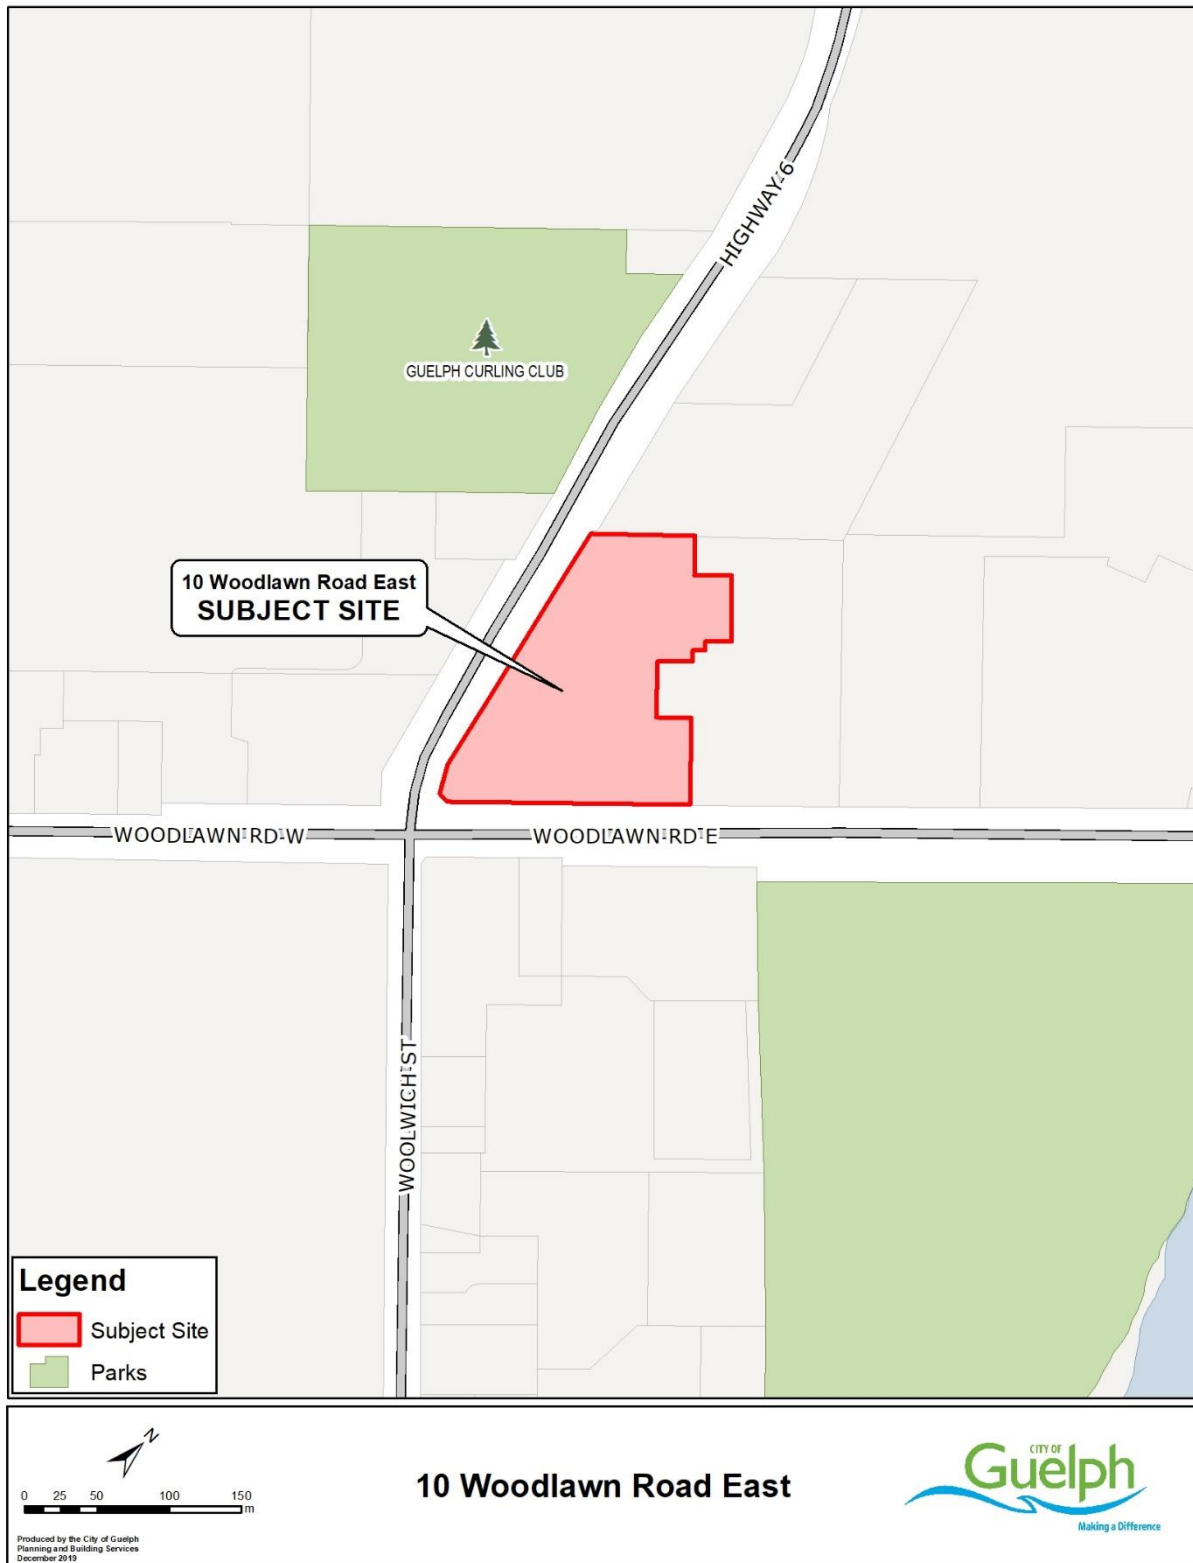 HIGHWAY 6
GUELPH CURLING CLUB
10 Woodlawn Road East
SUBJECT SITE
WOODLAWN RD W
WOODLAWN RD E
WOOLWICH ST
Legend
Subject Site
Parks
N
0 25 50 100 150
m
Produced by the City of Guelph
Planning and Building Services
December 2019
10 Woodlawn Road East
CITY OF
Guelph
Making a Difference